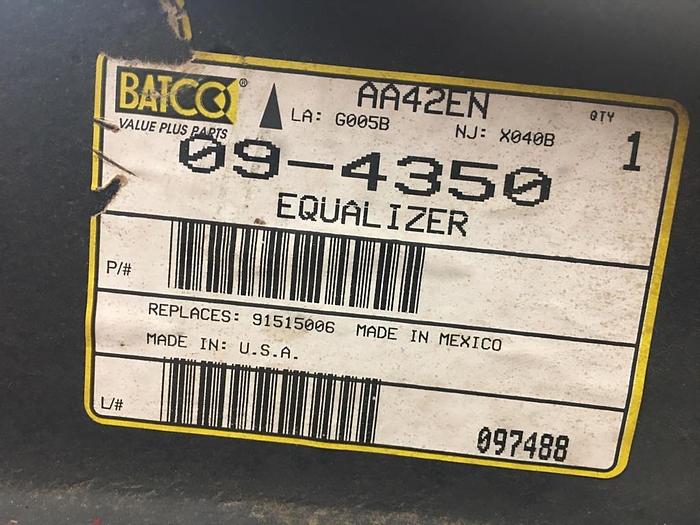 BATCO®
VALUE PLUS PARTS
AA42EN
LA: G005B NJ: X040B
QTY
1
09-4350
EQUALIZER
P/#
REPLACES: 91515006 MADE IN MEXICO
MADE IN: U.S.A.
L/#
097488